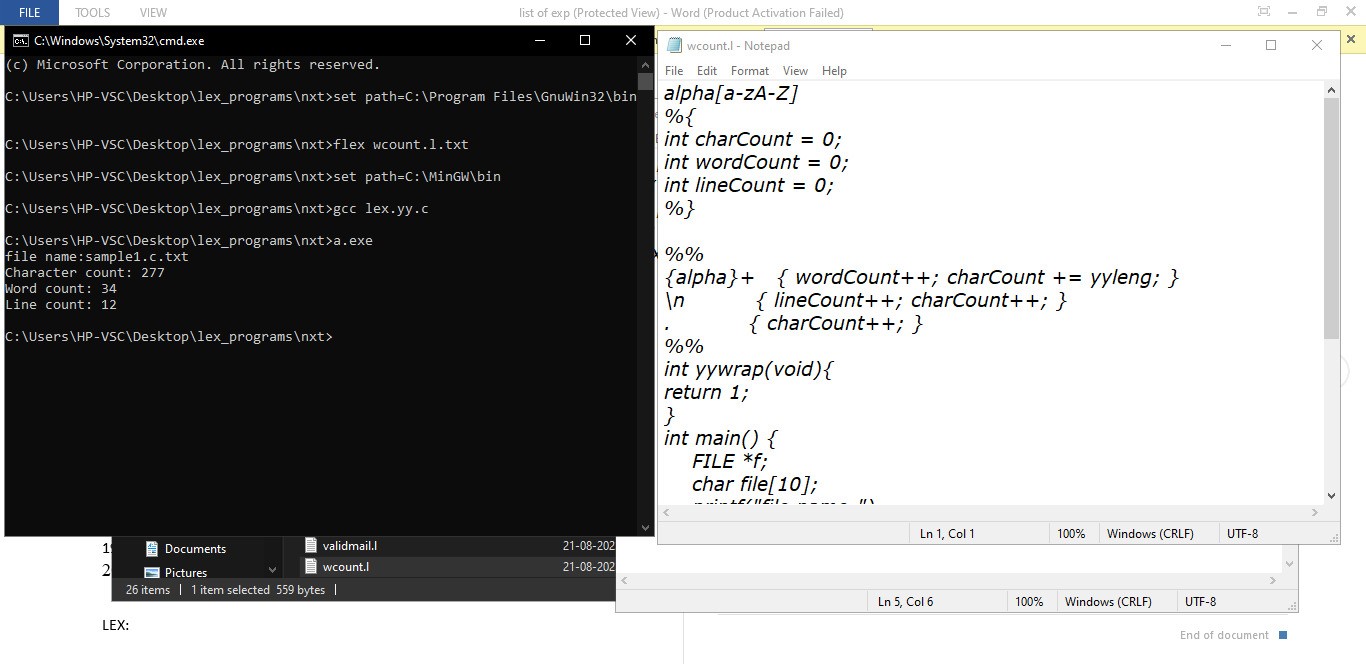 FILE TOOLS VIEW list of exp (Protected View) - Word (Product Activation Failed)
C:\Windows\System32\cmd.exe
(c) Microsoft Corporation. All rights reserved.
C:\Users\HP-VSC\Desktop\lex_programs\nxt>set path=C:\Program Files\GnuWin32\bin
C:\Users\HP-VSC\Desktop\lex_programs\nxt>flex wcount.l.txt
C:\Users\HP-VSC\Desktop\lex_programs\nxt>set path=C:\MinGW\bin
C:\Users\HP-VSC\Desktop\lex_programs\nxt>gcc lex.yy.c
C:\Users\HP-VSC\Desktop\lex_programs\nxt>a.exe
file name:sample1.c.txt
Character count: 277
Word count: 34
Line count: 12
C:\Users\HP-VSC\Desktop\lex_programs\nxt>
wcount.l - Notepad
File Edit Format View Help
alpha[a-zA-Z]
%{
int charCount = 0;
int wordCount = 0;
int lineCount = 0;
%}
%%
{alpha}+ { wordCount++; charCount += yyleng; }
\n { lineCount++; charCount++; }
. { charCount++; }
%%
int yywrap(void){
return 1;
}
int main() {
FILE *f;
char file[10];
Ln 1, Col 1 100% Windows (CRLF) UTF-8
Documents validmail.l 21-08-202
Pictures wcount.l 21-08-202
26 items 1 item selected 559 bytes
Ln 5, Col 6 100% Windows (CRLF) UTF-8
LEX:
End of document